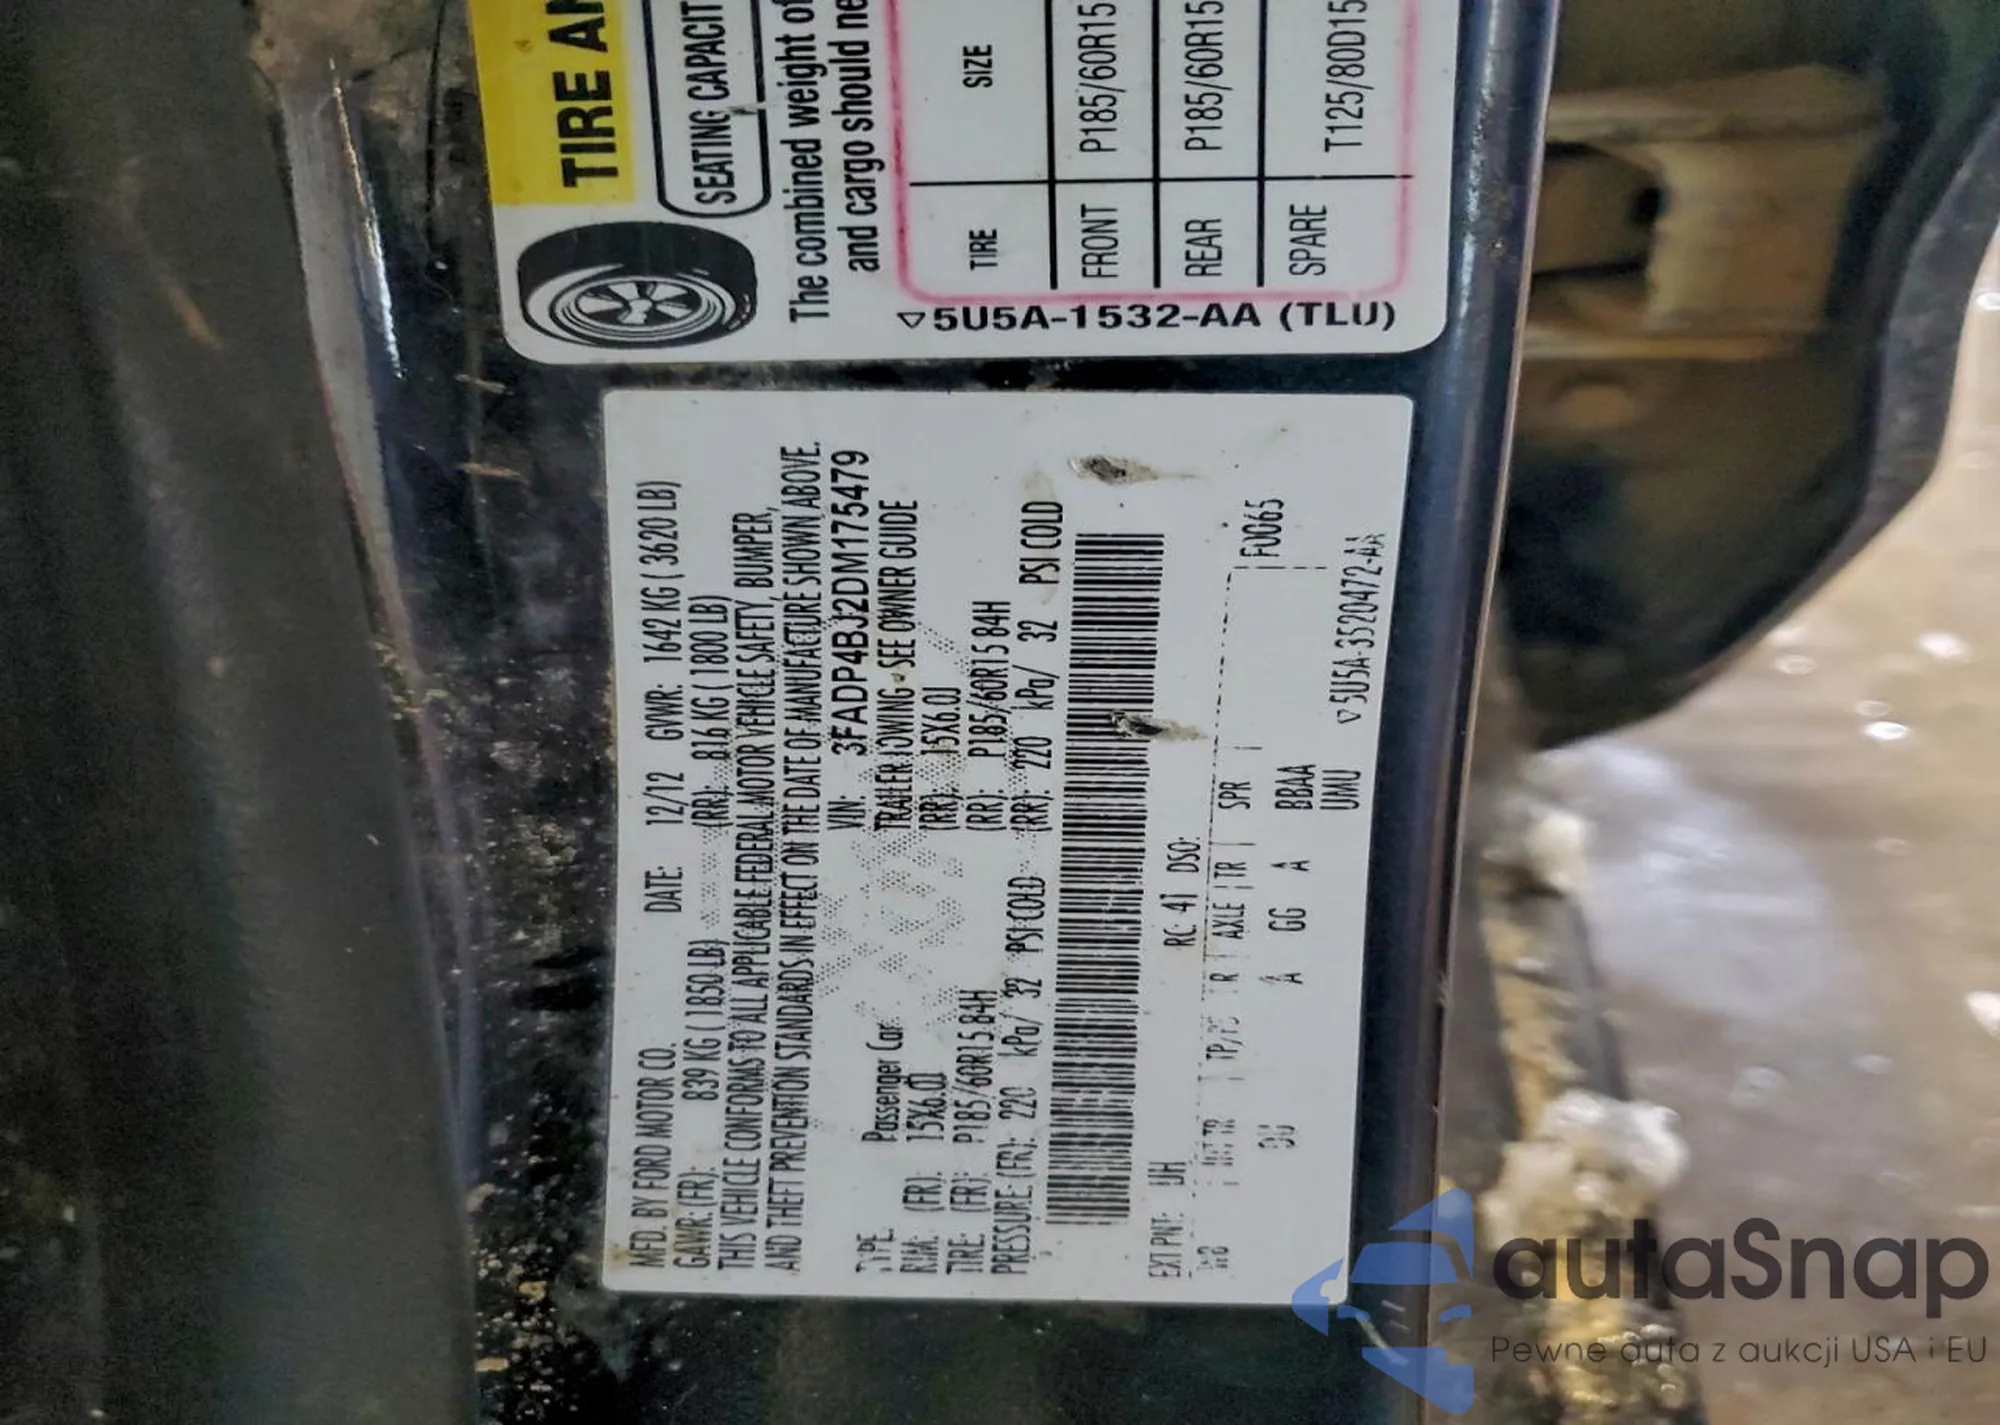 TIRE AN
SEATING CAPACIT
The combined weight of
and cargo should ne
TIRE SIZE
FRONT P185/60R15
REAR P185/60R15
SPARE T125/80D15
5U5A-1532-AA (TLU)
MFD. BY FORD MOTOR CO. DATE: 12/12 GVWR: 1642 KG ( 3620 LB)
GAWR: (FR): 839 KG ( 1850 LB) (RR): 816 KG ( 1800 LB)
THIS VEHICLE CONFORMS TO ALL APPLICABLE FEDERAL MOTOR VEHICLE SAFETY, BUMPER,
AND THEFT PREVENTION STANDARDS IN EFFECT ON THE DATE OF MANUFACTURE SHOWN ABOVE.
VIN: 3FADP4BJ2DM175479
TYPE: Passenger Car TRAILER TOWING - SEE OWNER GUIDE
RIM: (FR): 15X6.0J (RR): 15X6.0J
TIRE: (FR): P185/60R15 84H (RR): P185/60R15 84H
PRESSURE: (FR): 220 kPa/ 32 PSI COLD (RR): 220 kPa/ 32 PSI COLD
EXT PNT: UH RC: 41 DSO:
INT TR TP/PS R AXLE TR SPR F0065
A GG A BBAA
UMU 5U5A-3520472-AA
autaSnap
Pewne auta z aukcji USA i EU